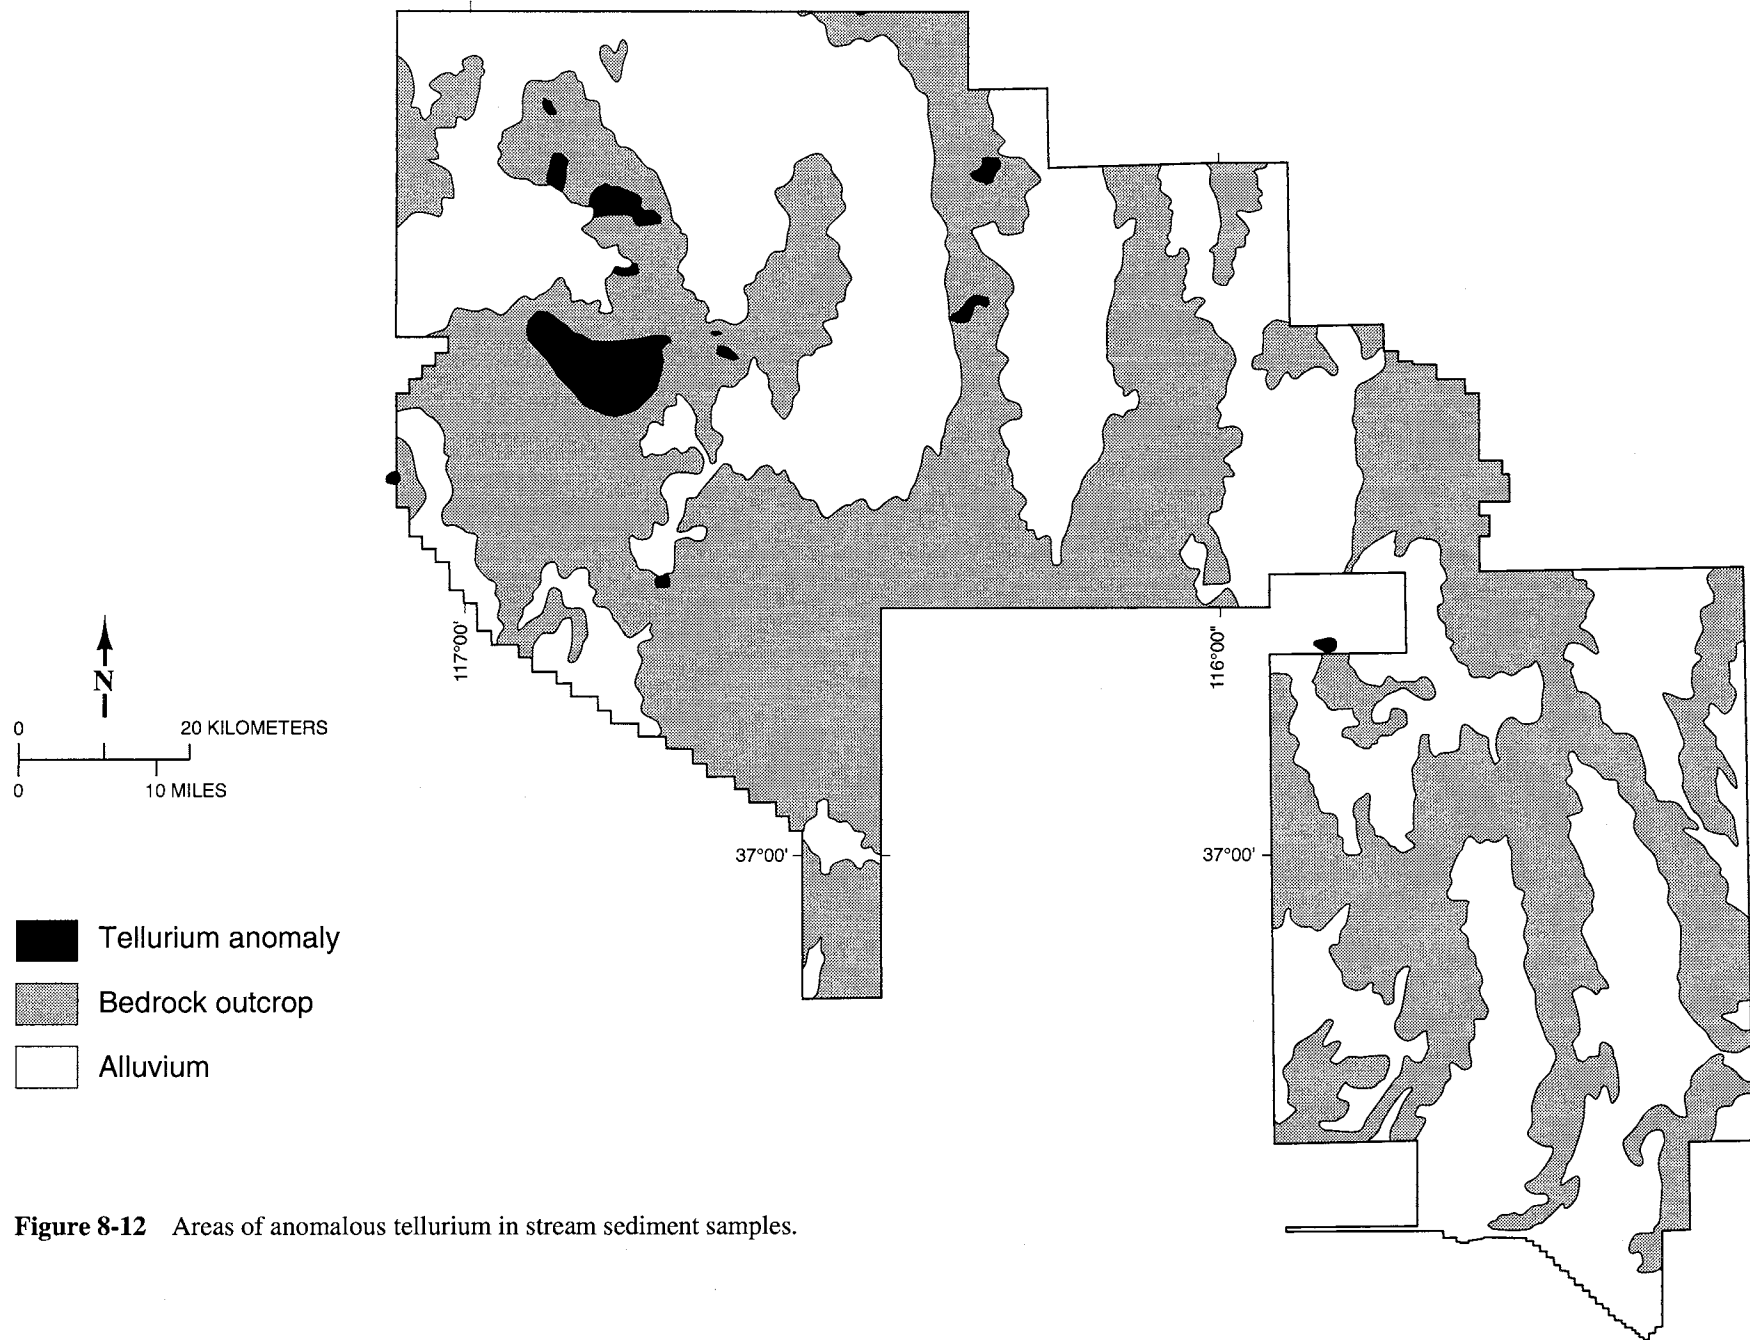 117°00'
116°00"
N
0 20 KILOMETERS
0 10 MILES
37°00'
37°00'
Tellurium anomaly
Bedrock outcrop
Alluvium
Figure 8-12 Areas of anomalous tellurium in stream sediment samples.